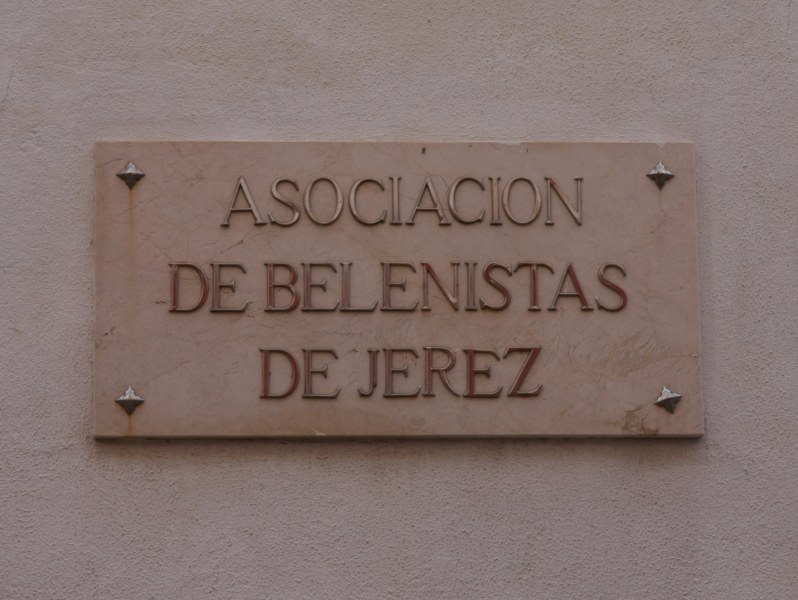 ASOCIACION
DE BELENISTAS
DE JEREZ